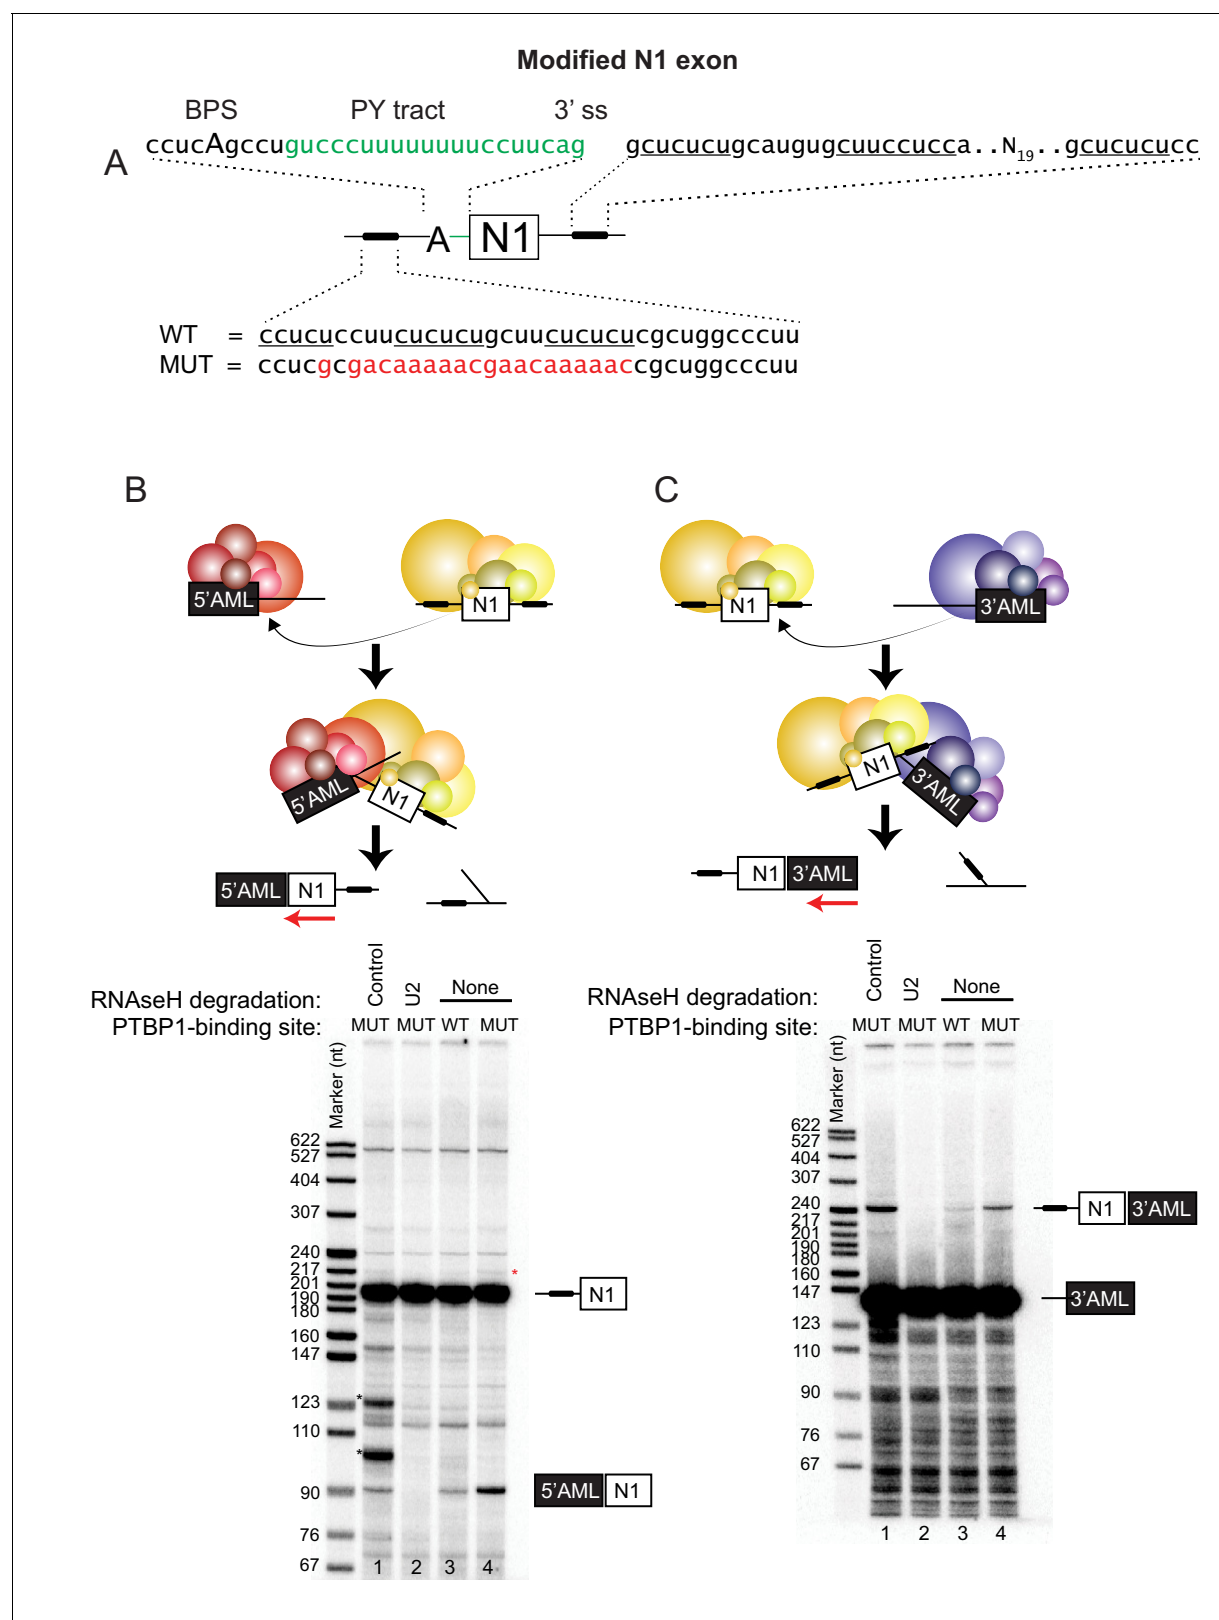 Modified N1 exon
BPS PY tract 3' ss
A
ccucAgccugucccuuuuuuuuccuucag gcucucugcaugugcuuccucca..N19..gcucucucc
A N1
WT = ccucuccuucucucugcuucucucucgcuggcccuu
MUT = ccucgcgacaaaaacgaacaaaaaccgcuggcccuu
B C
5'AML N1 N1 3'AML
5'AML N1 N1 3'AML
5'AML N1 N1 3'AML
RNAseH degradation: Control U2 None
PTBP1-binding site: MUT MUT WT MUT
Marker (nt)
622
527
404
307
240
217
201
190
180
160
147
123
110
90
76
67
*
*
*
N1
5'AML N1
1 2 3 4
RNAseH degradation: Control U2 None
PTBP1-binding site: MUT MUT WT MUT
Marker (nt)
622
527
404
307
240
217
201
190
180
160
147
123
110
90
76
67
N1 3'AML
3'AML
1 2 3 4